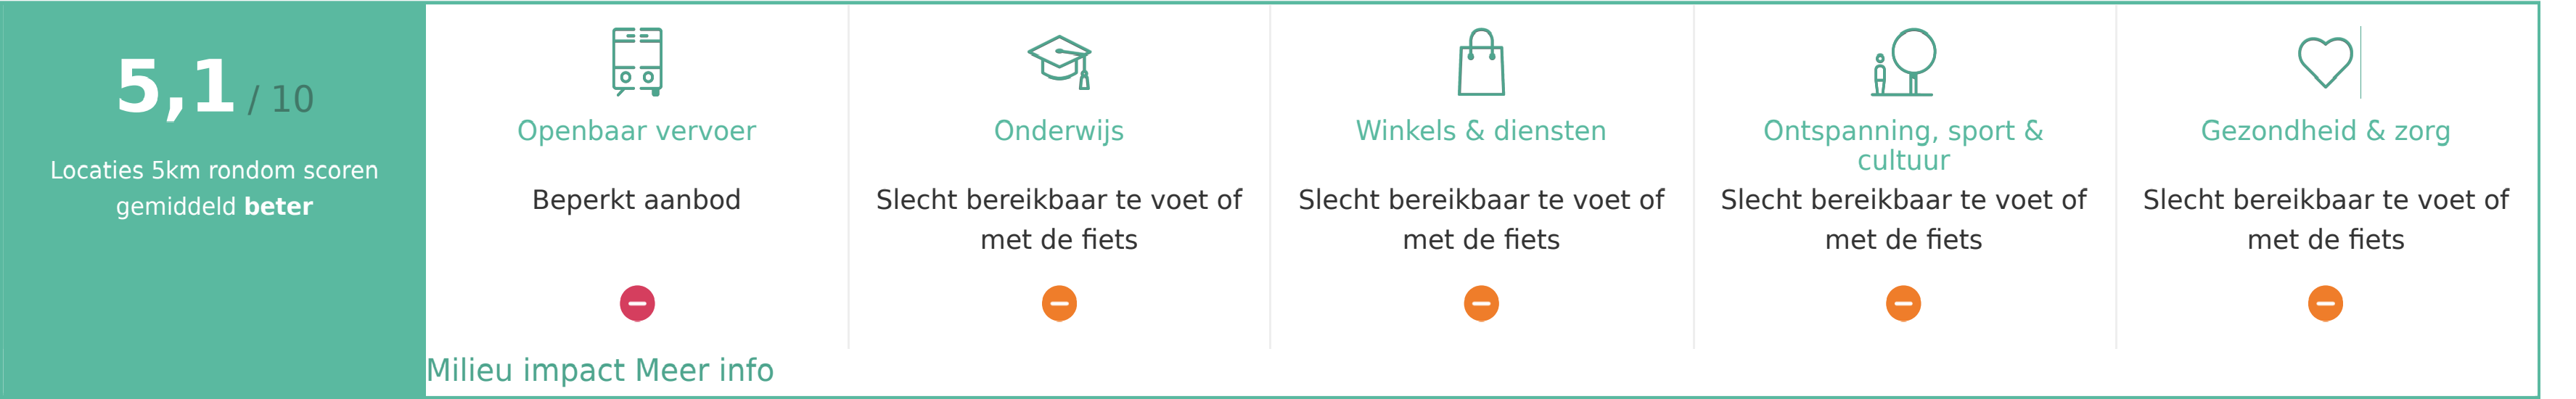 5,1 / 10
Locaties 5km rondom scoren
gemiddeld beter
Openbaar vervoer
Beperkt aanbod
Onderwijs
Slecht bereikbaar te voet of
met de fiets
Winkels & diensten
Slecht bereikbaar te voet of
met de fiets
Ontspanning, sport &
cultuur
Slecht bereikbaar te voet of
met de fiets
Gezondheid & zorg
Slecht bereikbaar te voet of
met de fiets
Milieu impact Meer info